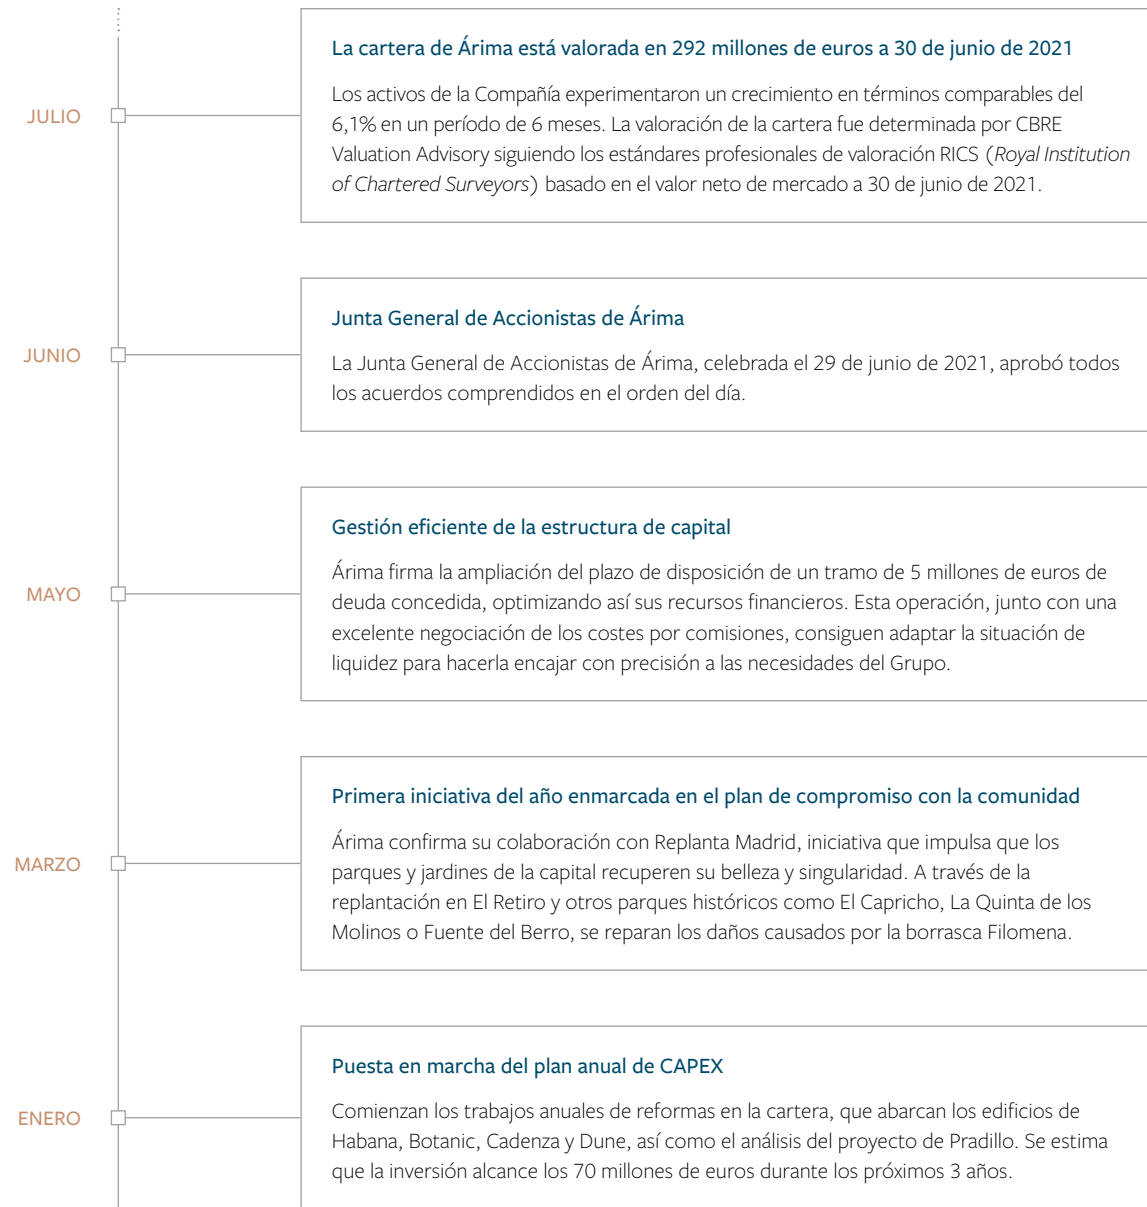 La cartera de Árima está valorada en 292 millones de euros a 30 de junio de 2021
JULIO
Los activos de la Compañía experimentaron un crecimiento en términos comparables del
6,1% en un período de 6 meses. La valoración de la cartera fue determinada por CBRE
Valuation Advisory siguiendo los estándares profesionales de valoración RICS (Royal Institution
of Chartered Surveyors) basado en el valor neto de mercado a 30 de junio de 2021.
Junta General de Accionistas de Árima
JUNIO
La Junta General de Accionistas de Árima, celebrada el 29 de junio de 2021, aprobó todos
los acuerdos comprendidos en el orden del día.
Gestión eficiente de la estructura de capital
MAYO
Árima firma la ampliación del plazo de disposición de un tramo de 5 millones de euros de
deuda concedida, optimizando así sus recursos financieros. Esta operación, junto con una
excelente negociación de los costes por comisiones, consiguen adaptar la situación de
liquidez para hacerla encajar con precisión a las necesidades del Grupo.
Primera iniciativa del año enmarcada en el plan de compromiso con la comunidad
MARZO
Árima confirma su colaboración con Replanta Madrid, iniciativa que impulsa que los
parques y jardines de la capital recuperen su belleza y singularidad. A través de la
replantación en El Retiro y otros parques históricos como El Capricho, La Quinta de los
Molinos o Fuente del Berro, se reparan los daños causados por la borrasca Filomena.
Puesta en marcha del plan anual de CAPEX
ENERO
Comienzan los trabajos anuales de reformas en la cartera, que abarcan los edificios de
Habana, Botanic, Cadenza y Dune, así como el análisis del proyecto de Pradillo. Se estima
que la inversión alcance los 70 millones de euros durante los próximos 3 años.